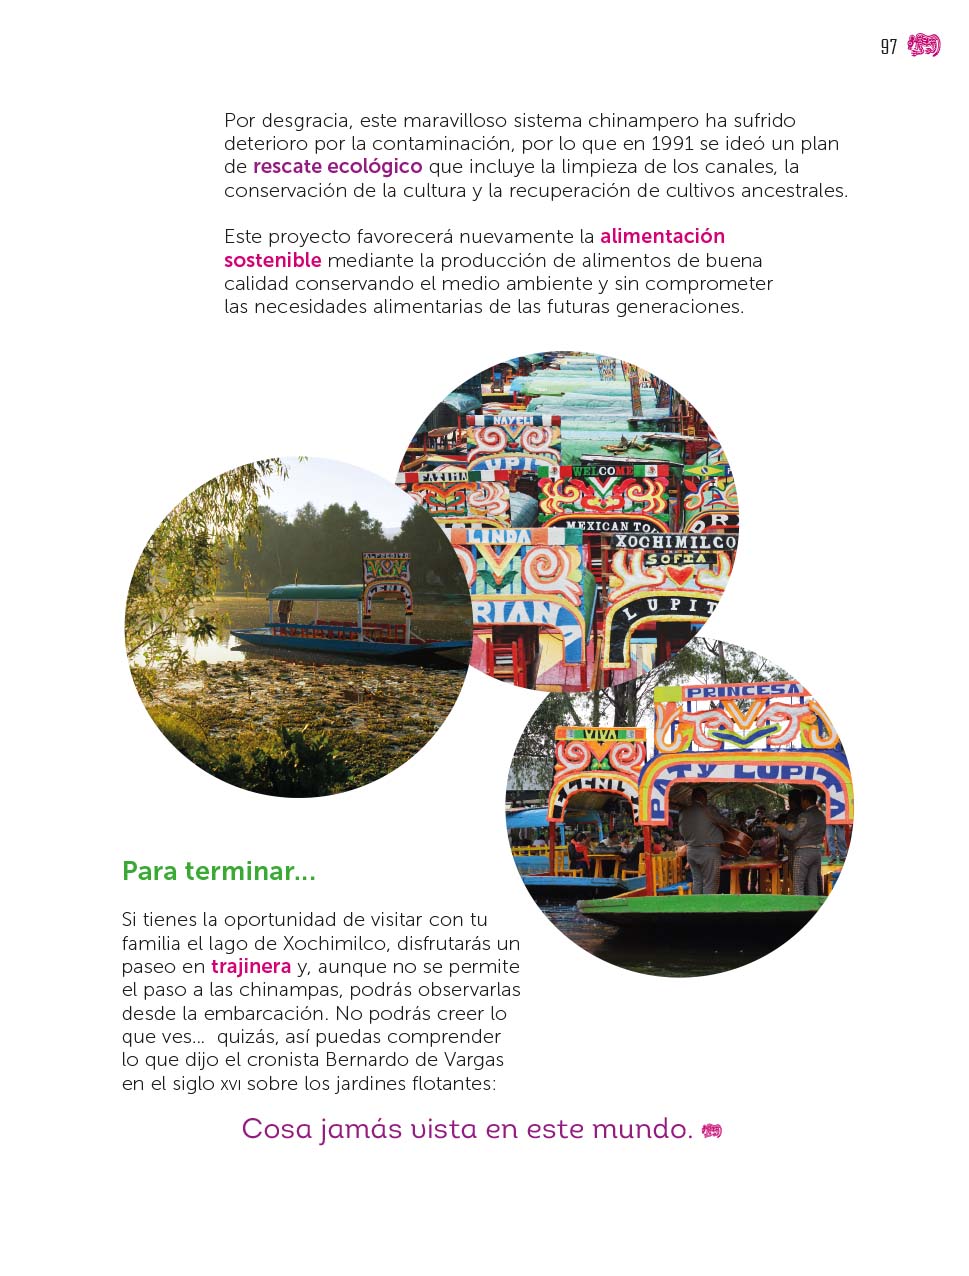 97
Por desgracia, este maravilloso sistema chinampero ha sufrido
deterioro por la contaminación, por lo que en 1991 se ideó un plan
de rescate ecológico que incluye la limpieza de los canales, la
conservación de la cultura y la recuperación de cultivos ancestrales.
Este proyecto favorecerá nuevamente la alimentación
sostenible mediante la producción de alimentos de buena
calidad conservando el medio ambiente y sin comprometer
las necesidades alimentarias de las futuras generaciones.
NAYELI
LUPIT
FATIMA
WELCOME
MEXICAN TO
LINDA
XOCHIMILCO
SOFIA
RIANA
LUPIT
PRINCESA
VIVA
PATY LUPITA
Para terminar...
Si tienes la oportunidad de visitar con tu
familia el lago de Xochimilco, disfrutarás un
paseo en trajinera y, aunque no se permite
el paso a las chinampas, podrás observarlas
desde la embarcación. No podrás creer lo
que ves... quizás, así puedas comprender
lo que dijo el cronista Bernardo de Vargas
en el siglo XVI sobre los jardines flotantes:
Cosa jamás vista en este mundo.